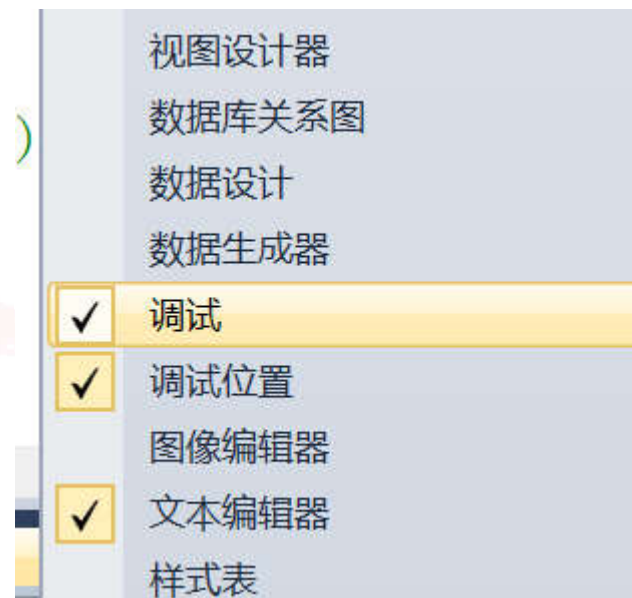 视图设计器
数据库关系图
)
数据设计
数据生成器
调试
调试位置
图像编辑器
文本编辑器
样式表